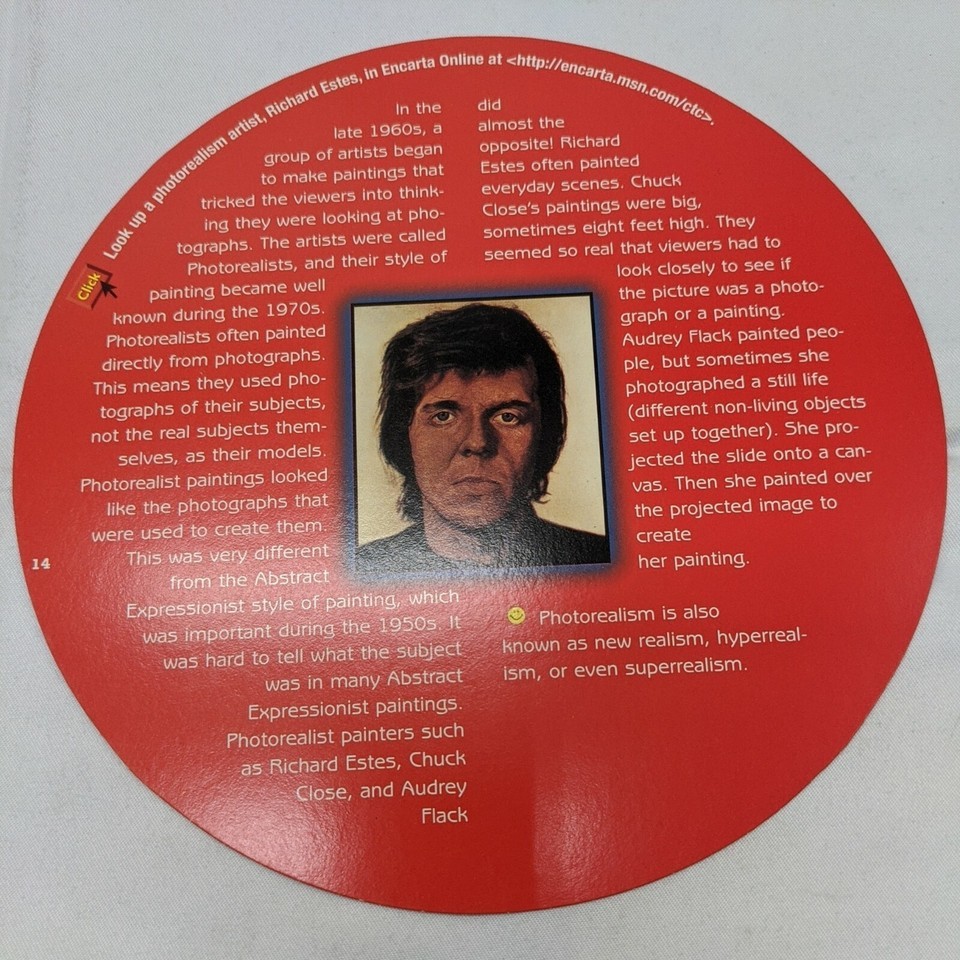 Look up a photorealism artist, Richard Estes, in Encarta Online at <http://encarta.msn.com/ctc>.
Click
In the
late 1960s, a
group of artists began
to make paintings that
tricked the viewers into think-
ing they were looking at pho-
tographs. The artists were called
Photorealists, and their style of
painting became well
known during the 1970s.
Photorealists often painted
directly from photographs.
This means they used pho-
tographs of their subjects,
not the real subjects them-
selves, as their models.
Photorealist paintings looked
like the photographs that
were used to create them.
This was very different
from the Abstract
Expressionist style of painting, which
was important during the 1950s. It
was hard to tell what the subject
was in many Abstract
Expressionist paintings.
Photorealist painters such
as Richard Estes, Chuck
Close, and Audrey
Flack
did
almost the
opposite! Richard
Estes often painted
everyday scenes. Chuck
Close's paintings were big,
sometimes eight feet high. They
seemed so real that viewers had to
look closely to see if
the picture was a photo-
graph or a painting.
Audrey Flack painted peo-
ple, but sometimes she
photographed a still life
(different non-living objects
set up together). She pro-
jected the slide onto a can-
vas. Then she painted over
the projected image to
create
her painting.
Photorealism is also
known as new realism, hyperreal-
ism, or even superrealism.
14